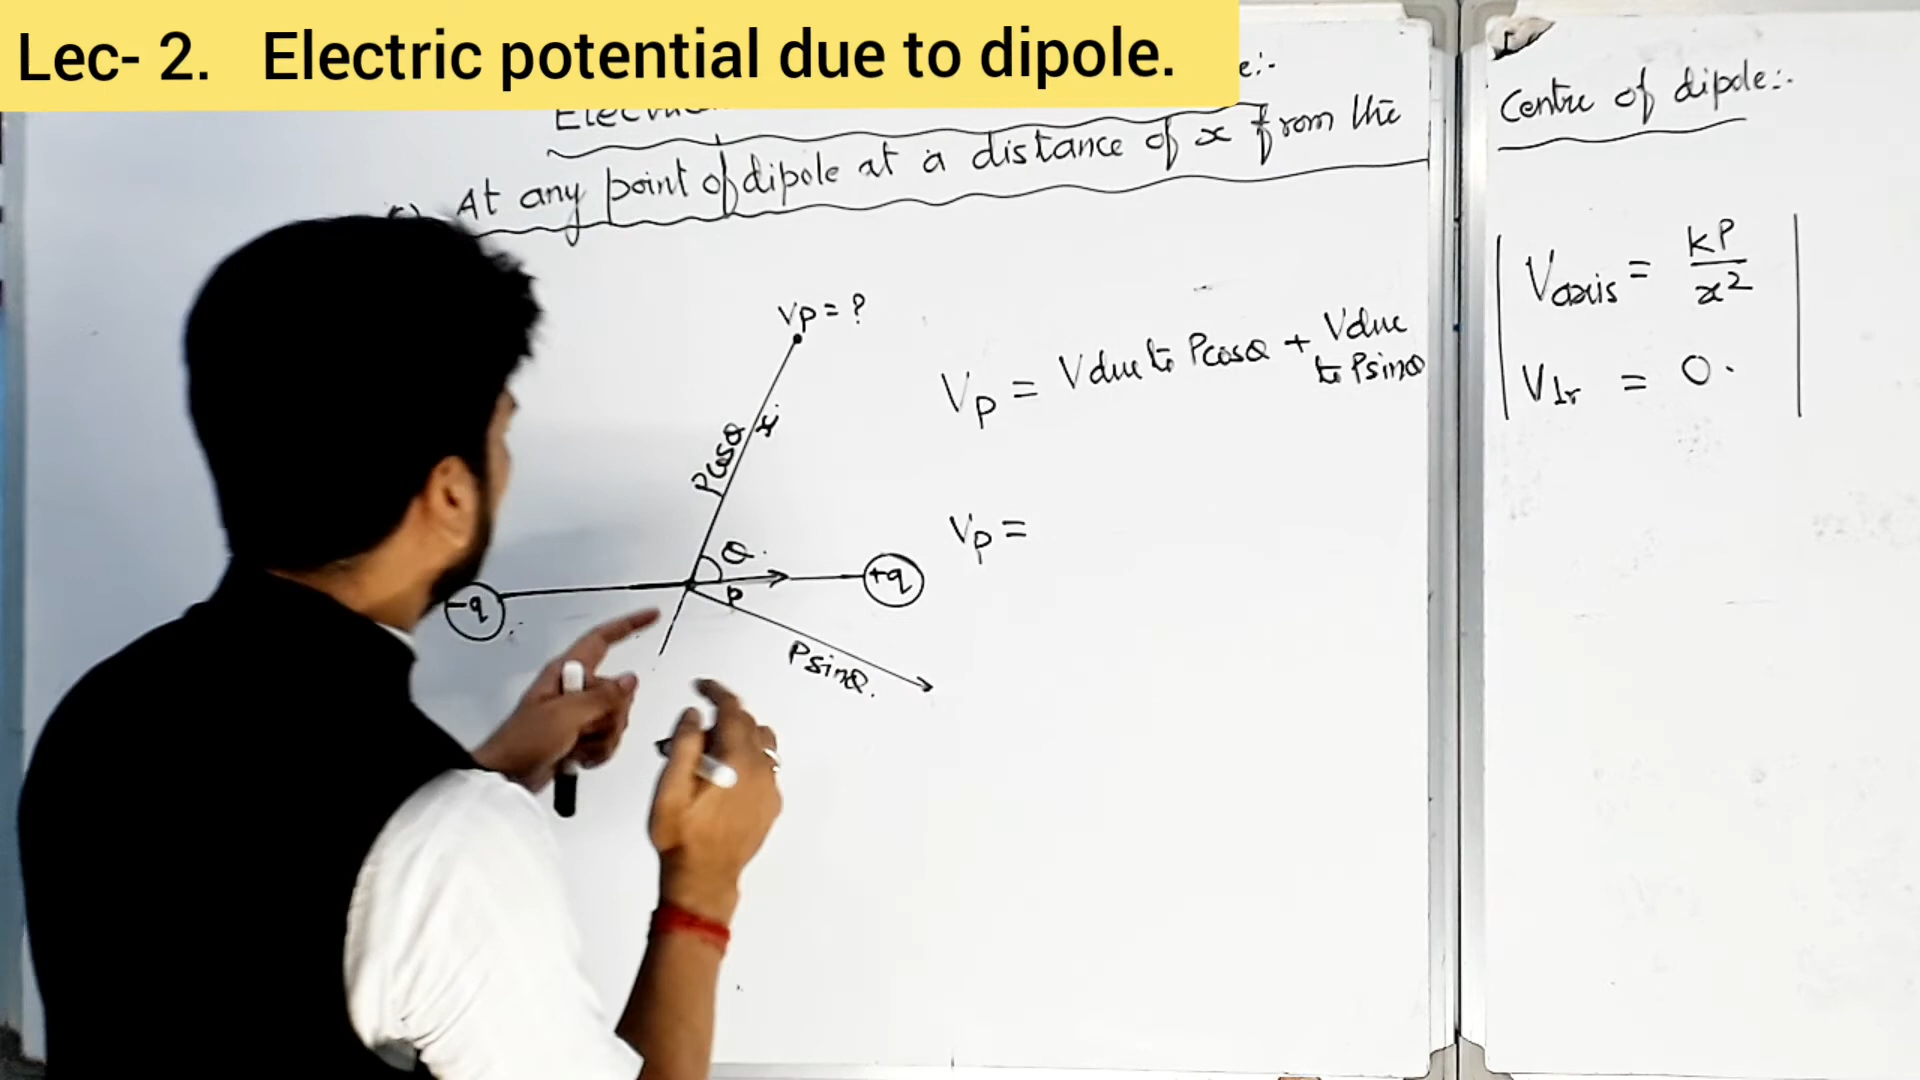 Lec- 2. Electric potential due to dipole.
e:-
At any point of dipole at a distance of x from the
Centre of dipole:-
Vp = ?
Pcosθ
x
θ
P
-q
+q
Psinθ.
Vp = V due to Pcosθ + V due
to Psinθ
Vp =
Vaxis = kP/x²
V⊥r = 0.